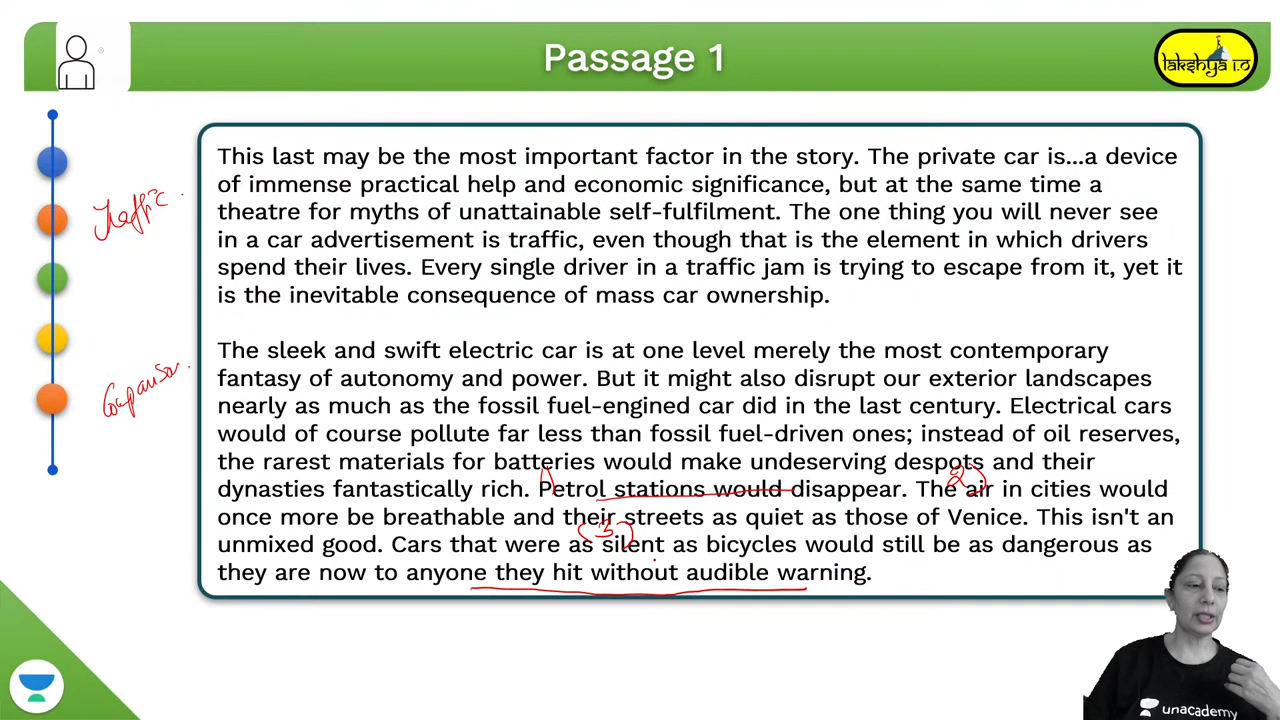 Passage 1
lakshya 1.0
Traffic.
This last may be the most important factor in the story. The private car is...a device
of immense practical help and economic significance, but at the same time a
theatre for myths of unattainable self-fulfilment. The one thing you will never see
in a car advertisement is traffic, even though that is the element in which drivers
spend their lives. Every single driver in a traffic jam is trying to escape from it, yet it
is the inevitable consequence of mass car ownership.
The sleek and swift electric car is at one level merely the most contemporary
fantasy of autonomy and power. But it might also disrupt our exterior landscapes
nearly as much as the fossil fuel-engined car did in the last century. Electrical cars
would of course pollute far less than fossil fuel-driven ones; instead of oil reserves,
the rarest materials for batteries would make undeserving despots and their
dynasties fantastically rich. Petrol stations would disappear. The air in cities would
once more be breathable and their streets as quiet as those of Venice. This isn't an
unmixed good. Cars that were as silent as bicycles would still be as dangerous as
they are now to anyone they hit without audible warning.
1)
2)
(3)
unacademy